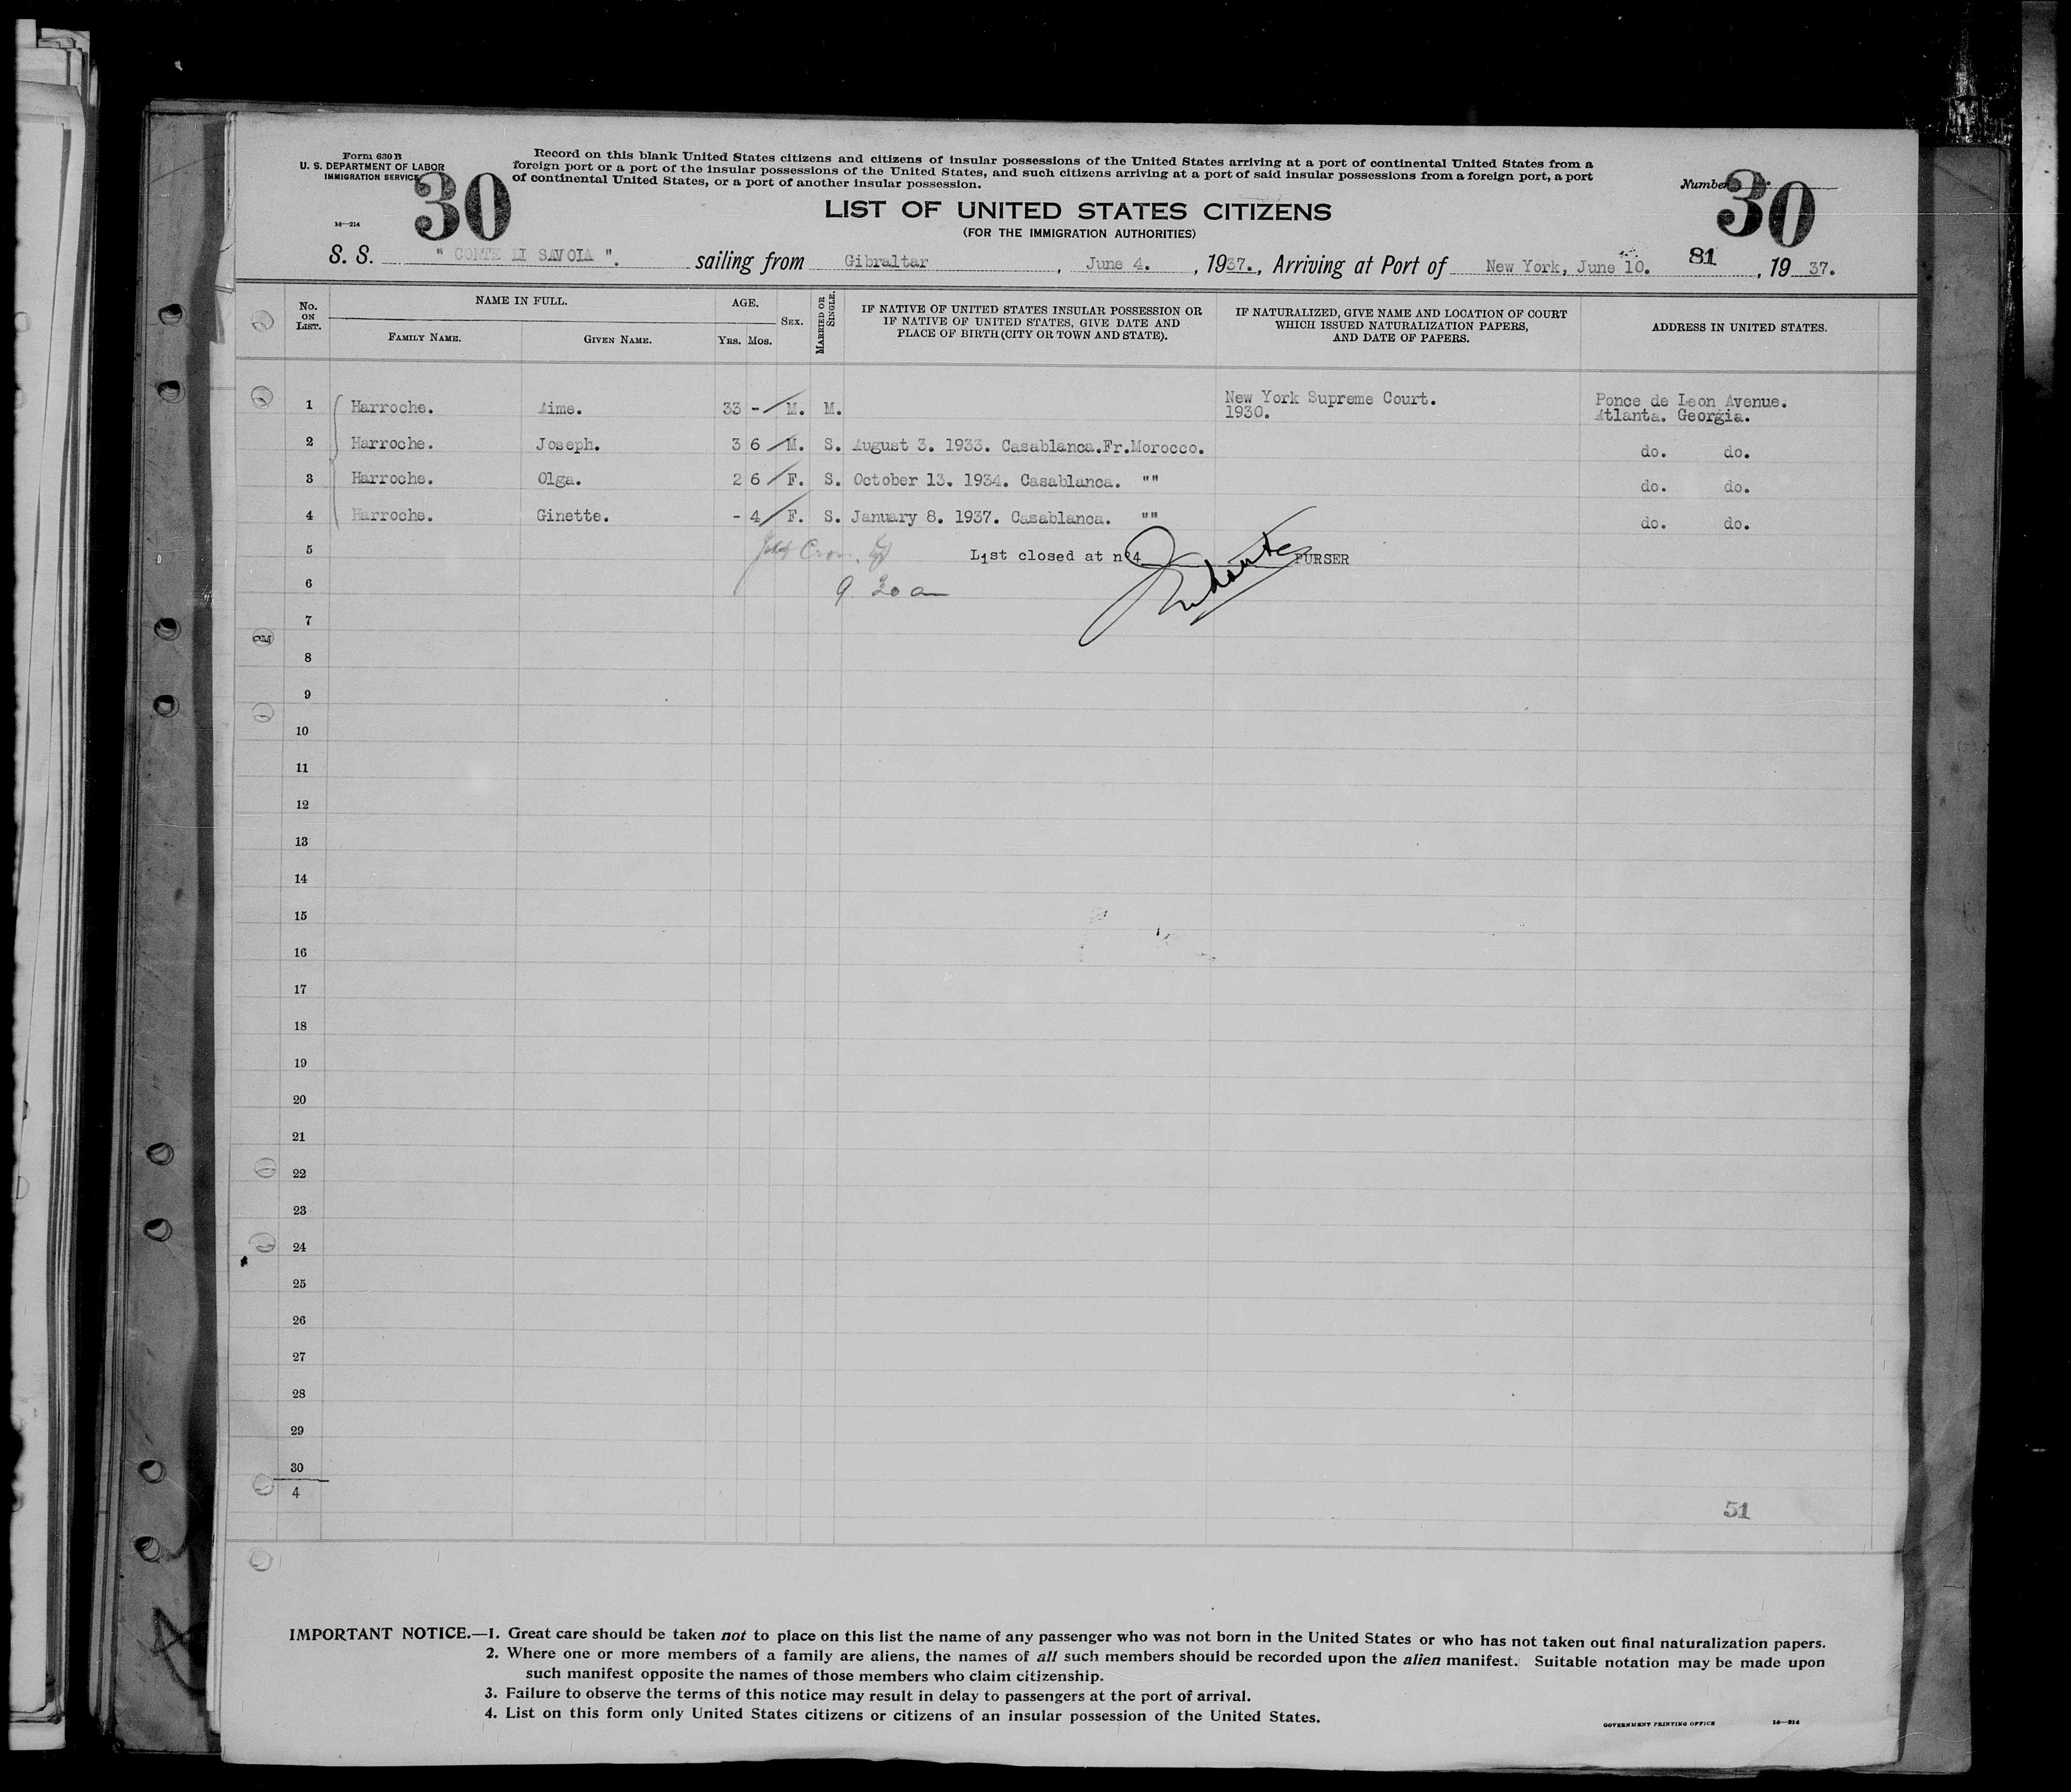 Form 630 B
U. S. DEPARTMENT OF LABOR
IMMIGRATION SERVICE
14—214
30
Record on this blank United States citizens and citizens of insular possessions of the United States arriving at a port of continental United States from a
foreign port or a port of the insular possessions of the United States, and such citizens arriving at a port of said insular possessions from a foreign port, a port
of continental United States, or a port of another insular possession.
Number 30
LIST OF UNITED STATES CITIZENS
(FOR THE IMMIGRATION AUTHORITIES)
S. S. " CONTE DI SAVOIA ". sailing from Gibraltar , June 4. , 1937. , Arriving at Port of New York, June 10. 81 , 19 37.
No. ON LIST.
NAME IN FULL.
FAMILY NAME.
GIVEN NAME.
AGE.
YRS. MOS.
SEX.
MARRIED OR SINGLE.
IF NATIVE OF UNITED STATES INSULAR POSSESSION OR
IF NATIVE OF UNITED STATES, GIVE DATE AND
PLACE OF BIRTH (CITY OR TOWN AND STATE).
IF NATURALIZED, GIVE NAME AND LOCATION OF COURT
WHICH ISSUED NATURALIZATION PAPERS,
AND DATE OF PAPERS.
ADDRESS IN UNITED STATES.
1 Harroche. Aime. 33 - M. M. New York Supreme Court. 1930. Ponce de Leon Avenue. Atlanta. Georgia.
2 Harroche. Joseph. 3 6 M. S. August 3. 1933. Casablanca.Fr.Morocco. do. do.
3 Harroche. Olga. 2 6 F. S. October 13. 1934. Casablanca. "" do. do.
4 Harroche. Ginette. - 4 F. S. January 8. 1937. Casablanca. "" do. do.
5 List closed at nº4 PURSER
6 9 30 am
7
8
9
10
11
12
13
14
15
16
17
18
19
20
21
22
23
24
25
26
27
28
29
30
4
51
IMPORTANT NOTICE.—1. Great care should be taken not to place on this list the name of any passenger who was not born in the United States or who has not taken out final naturalization papers.
2. Where one or more members of a family are aliens, the names of all such members should be recorded upon the alien manifest. Suitable notation may be made upon
such manifest opposite the names of those members who claim citizenship.
3. Failure to observe the terms of this notice may result in delay to passengers at the port of arrival.
4. List on this form only United States citizens or citizens of an insular possession of the United States.
GOVERNMENT PRINTING OFFICE 14—214